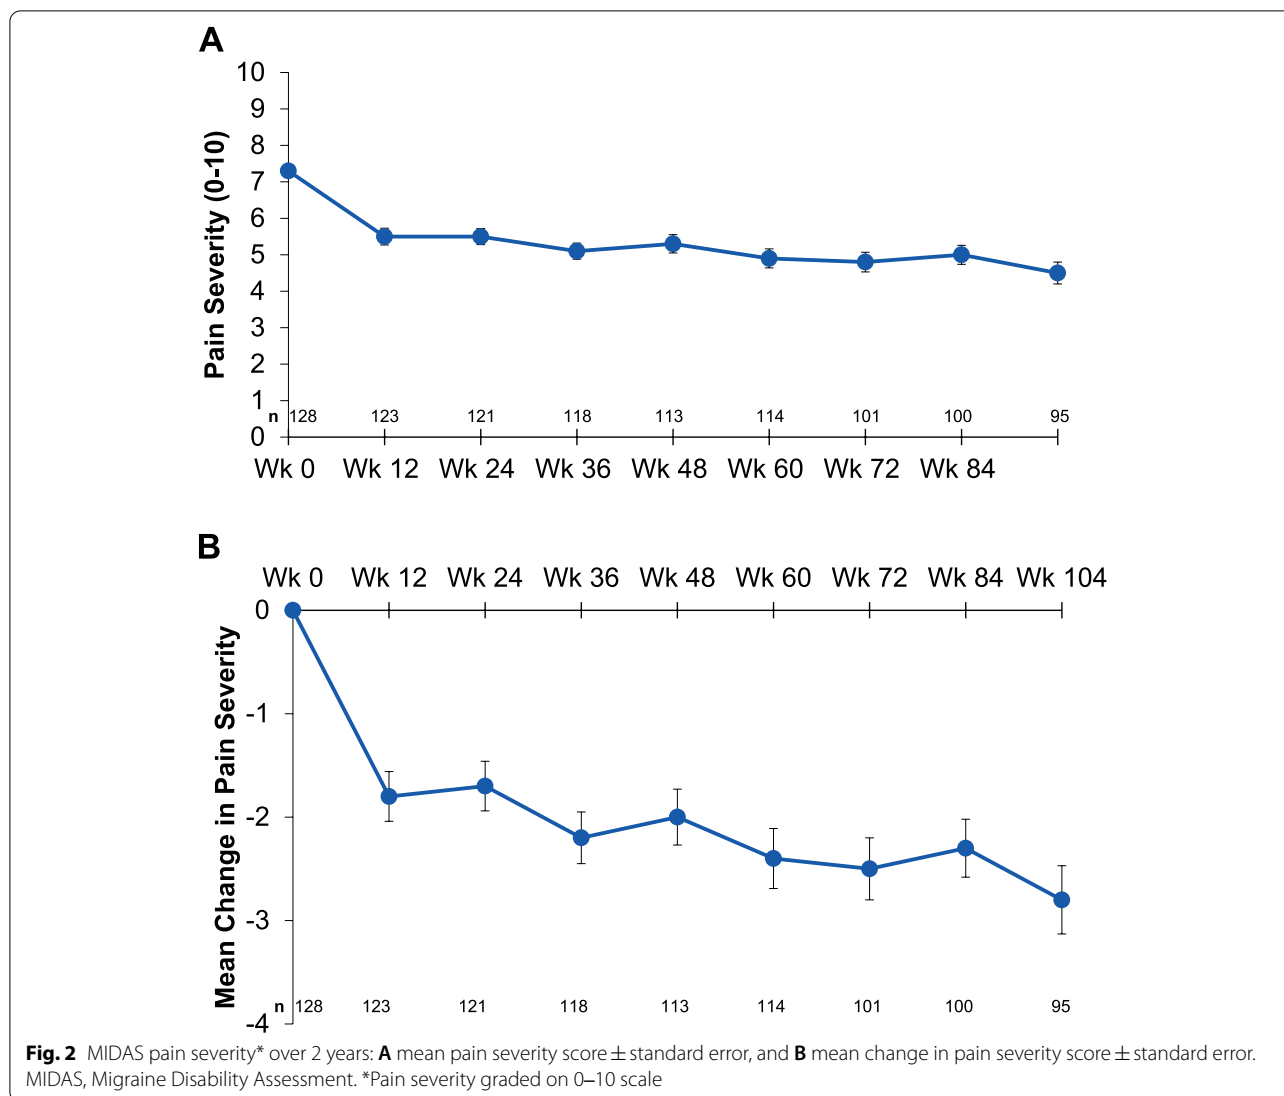 A
10
9
8
7
6
5
4
3
2
1
0
Pain Severity (0-10)
n 128 123 121 118 113 114 101 100 95
Wk 0 Wk 12 Wk 24 Wk 36 Wk 48 Wk 60 Wk 72 Wk 84
B
Wk 0 Wk 12 Wk 24 Wk 36 Wk 48 Wk 60 Wk 72 Wk 84 Wk 104
0
-1
-2
-3
-4
Mean Change in Pain Severity
n 128 123 121 118 113 114 101 100 95
Fig. 2 MIDAS pain severity* over 2 years: A mean pain severity score ± standard error, and B mean change in pain severity score ± standard error.
MIDAS, Migraine Disability Assessment. *Pain severity graded on 0–10 scale